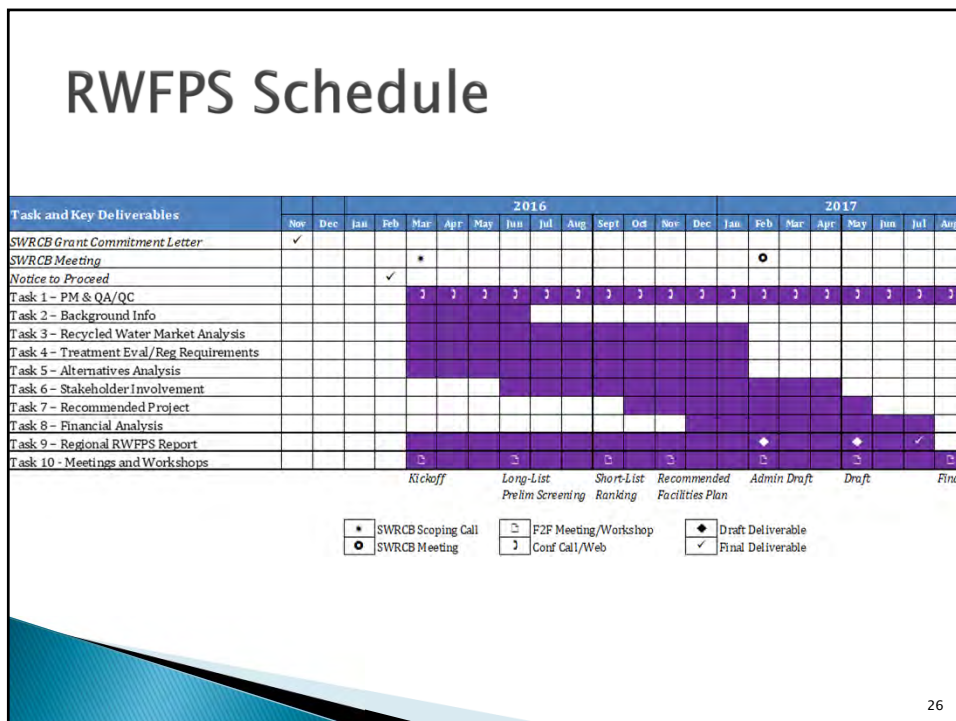 RWFPS Schedule
Task and Key Deliverables 2016 2017
Nov Dec Jan Feb Mar Apr May Jun Jul Aug Sept Oct Nov Dec Jan Feb Mar Apr May Jun Jul Aug
SWRCB Grant Commitment Letter ✓
SWRCB Meeting
Notice to Proceed ✓
Task 1 – PM & QA/QC
Task 2 – Background Info
Task 3 – Recycled Water Market Analysis
Task 4 – Treatment Eval/Reg Requirements
Task 5 – Alternatives Analysis
Task 6 – Stakeholder Involvement
Task 7 – Recommended Project
Task 8 – Financial Analysis
Task 9 – Regional RWFPS Report ◆ ◆ ✓
Task 10 - Meetings and Workshops
Kickoff Long-List Short-List Recommended Admin Draft Draft Fin
Prelim Screening Ranking Facilities Plan
SWRCB Scoping Call F2F Meeting/Workshop ◆ Draft Deliverable
SWRCB Meeting Conf Call/Web ✓ Final Deliverable
26